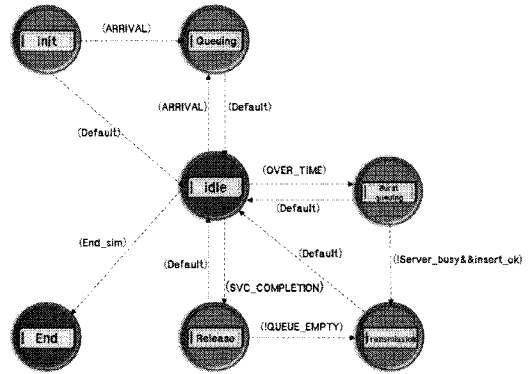 (ARRIVAL)
init
Queuing
(ARRIVAL)
(Default)
(Default)
(OVER_TIME)
idle
Burst
queuing
(Default)
(End_sim)
(Default)
(Default)
(!Server_busy&&insert_ok)
(SVC_COMPLETION)
(!QUEUE_EMPTY)
End
Release
Transmission